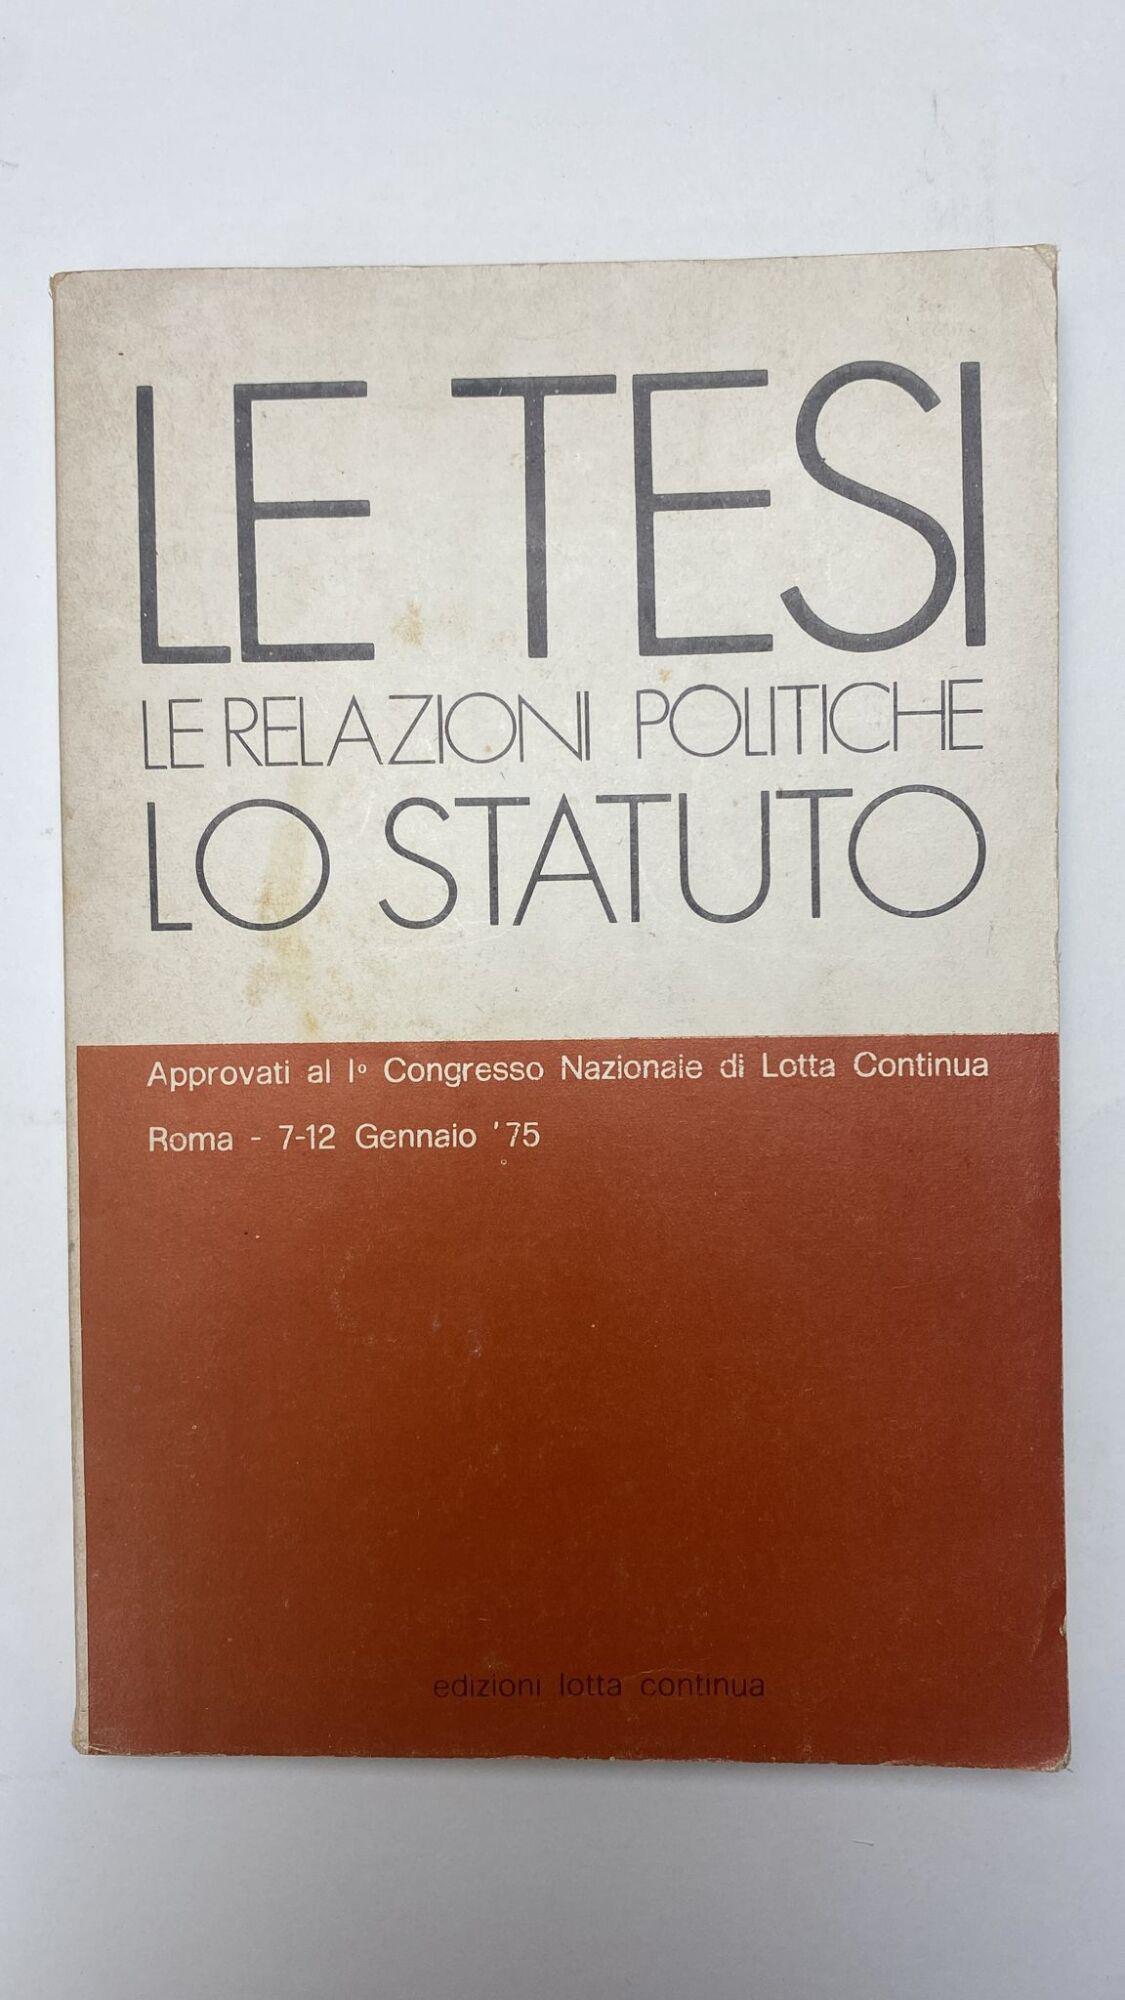 LE TESI
LE RELAZIONI POLITICHE
LO STATUTO
Approvati al I° Congresso Nazionale di Lotta Continua
Roma - 7-12 Gennaio '75
edizioni lotta continua